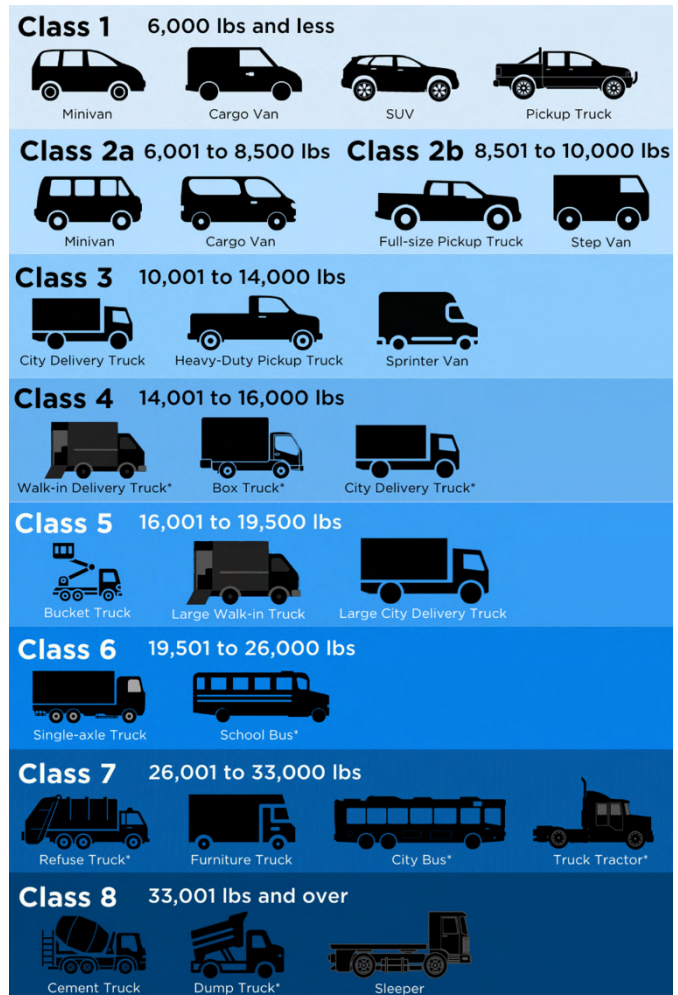 Class 1 6,000 lbs and less
Minivan Cargo Van SUV Pickup Truck
Class 2a 6,001 to 8,500 lbs Class 2b 8,501 to 10,000 lbs
Minivan Cargo Van Full-size Pickup Truck Step Van
Class 3 10,001 to 14,000 lbs
City Delivery Truck Heavy-Duty Pickup Truck Sprinter Van
Class 4 14,001 to 16,000 lbs
Walk-in Delivery Truck* Box Truck* City Delivery Truck*
Class 5 16,001 to 19,500 lbs
Bucket Truck Large Walk-in Truck Large City Delivery Truck
Class 6 19,501 to 26,000 lbs
Single-axle Truck School Bus*
Class 7 26,001 to 33,000 lbs
Refuse Truck* Furniture Truck City Bus* Truck Tractor*
Class 8 33,001 lbs and over
Cement Truck Dump Truck* Sleeper